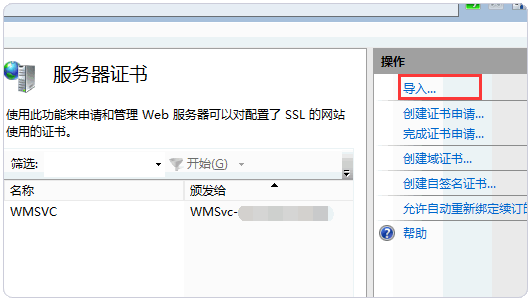 服务器证书
使用此功能来申请和管理 Web 服务器可以对配置了 SSL 的网站
使用的证书。
筛选: 开始(G)
名称 颁发给
WMSVC WMSvc-
操作
导入...
创建证书申请...
完成证书申请...
创建域证书...
创建自签名证书...
允许自动重新绑定续订的
帮助